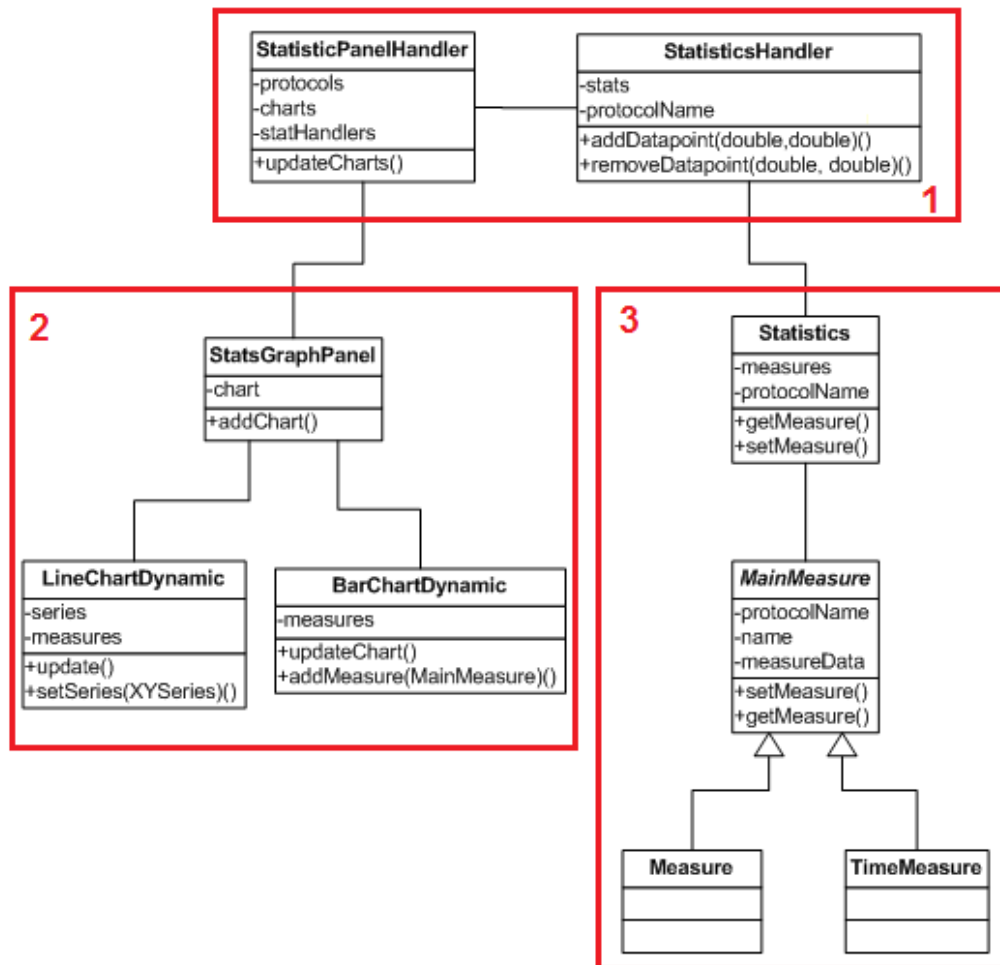 StatisticPanelHandler
-protocols
-charts
-statHandlers
+updateCharts()
StatisticsHandler
-stats
-protocolName
+addDatapoint(double,double)()
+removeDatapoint(double, double)()
1
2
StatsGraphPanel
-chart
+addChart()
LineChartDynamic
-series
-measures
+update()
+setSeries(XYSeries)()
BarChartDynamic
-measures
+updateChart()
+addMeasure(MainMeasure)()
3
Statistics
-measures
-protocolName
+getMeasure()
+setMeasure()
MainMeasure
-protocolName
-name
-measureData
+setMeasure()
+getMeasure()
Measure
TimeMeasure